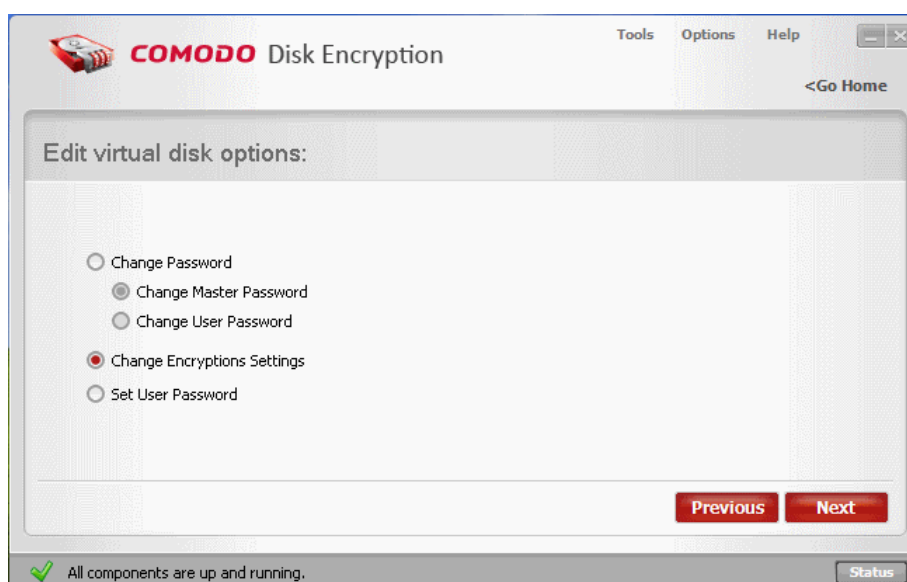 COMODO Disk Encryption
Tools Options Help
<Go Home
Edit virtual disk options:
Change Password
Change Master Password
Change User Password
Change Encryptions Settings
Set User Password
Previous Next
All components are up and running. Status